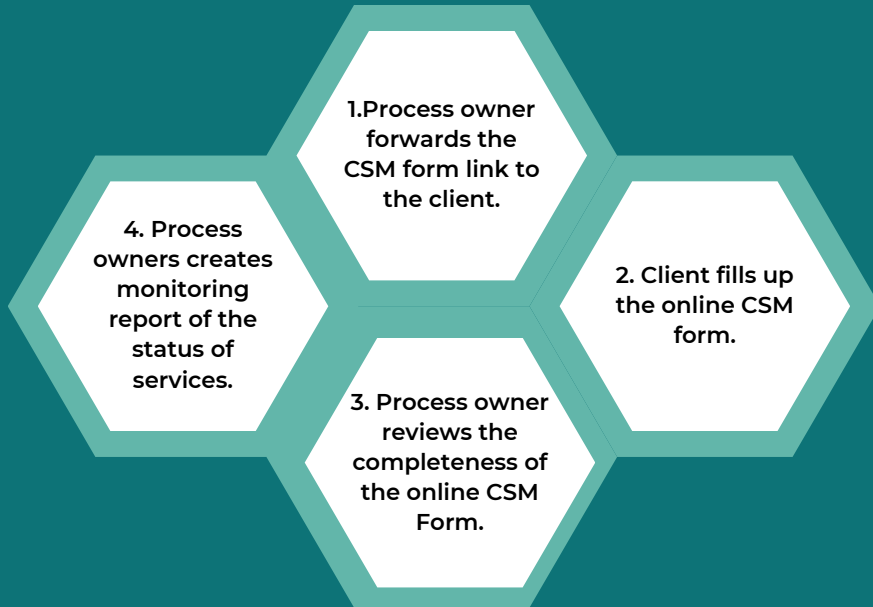 1.Process owner
forwards the
CSM form link to
the client.
2. Client fills up
the online CSM
form.
3. Process owner
reviews the
completeness of
the online CSM
Form.
4. Process
owners creates
monitoring
report of the
status of
services.